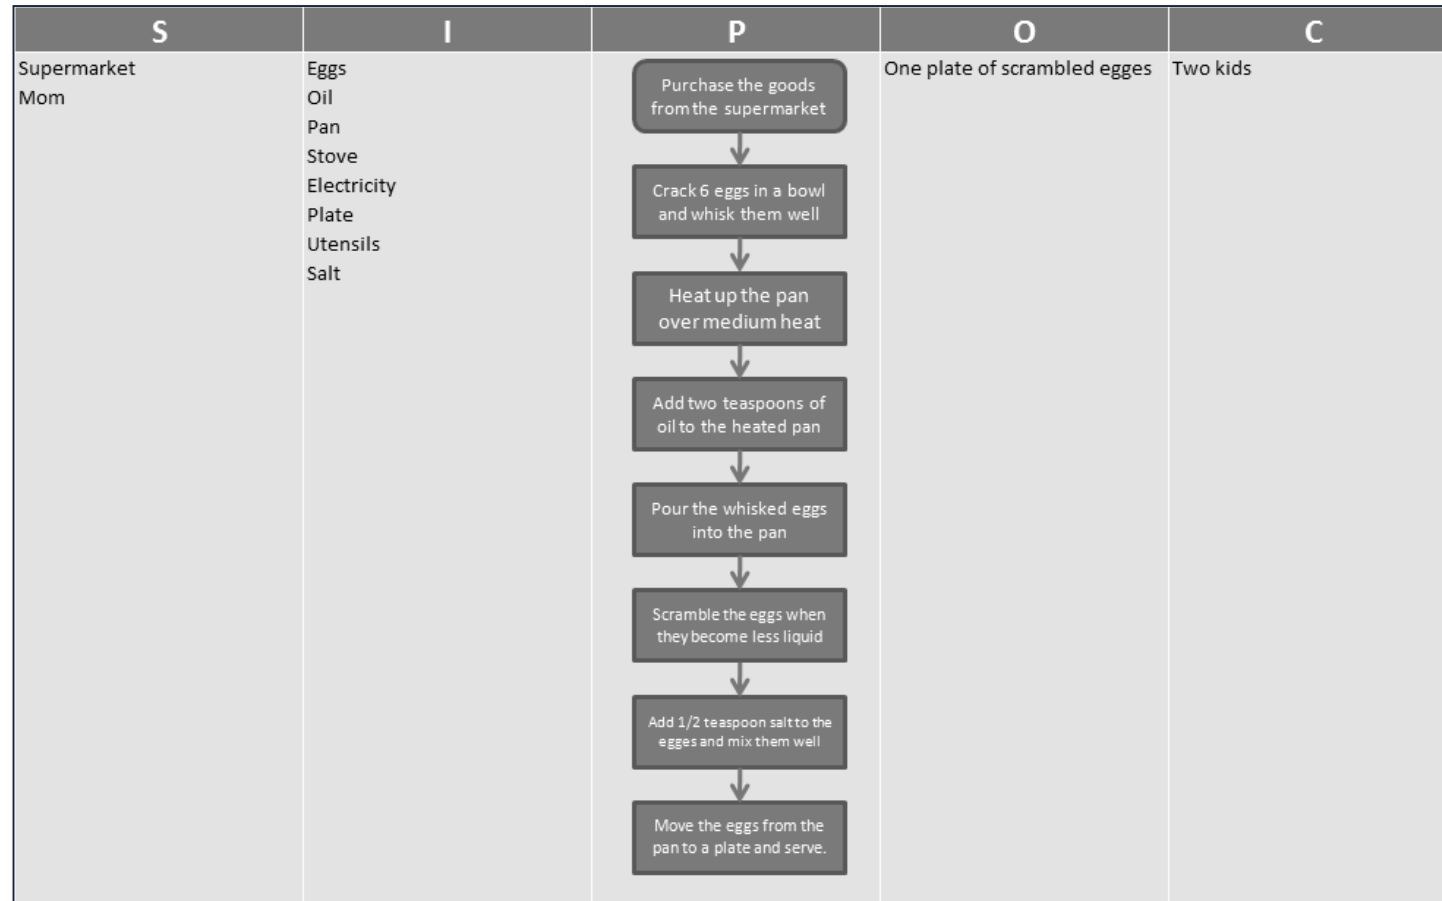 S
I
P
O
C
Supermarket
Mom
Eggs
Oil
Pan
Stove
Electricity
Plate
Utensils
Salt
Purchase the goods
from the supermarket
Crack 6 eggs in a bowl
and whisk them well
Heat up the pan
over medium heat
Add two teaspoons of
oil to the heated pan
Pour the whisked eggs
into the pan
Scramble the eggs when
they become less liquid
Add 1/2 teaspoon salt to the
egges and mix them well
Move the eggs from the
pan to a plate and serve.
One plate of scrambled egges
Two kids